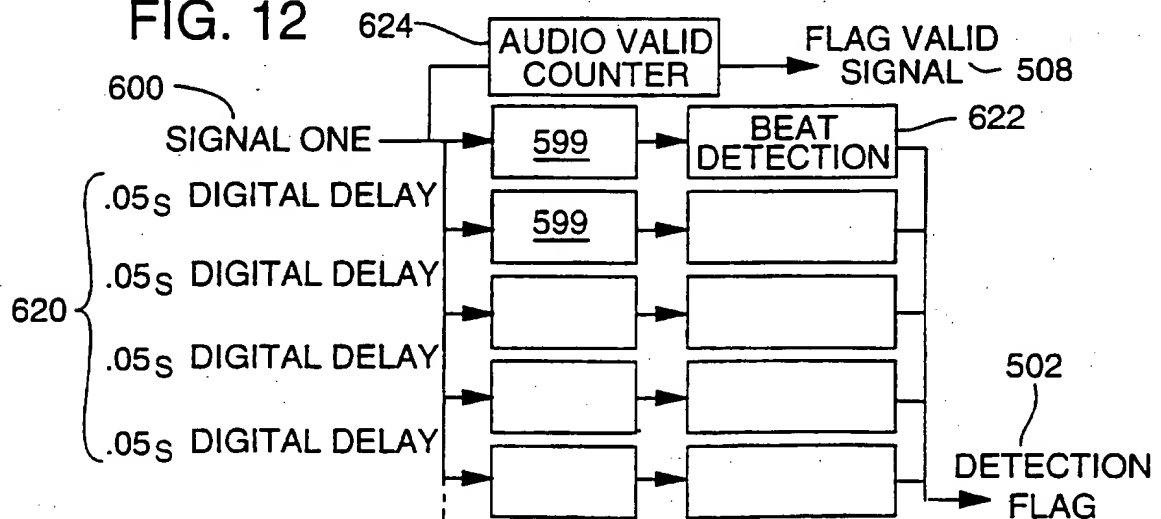 FIG. 12
624
AUDIO VALID
COUNTER
FLAG VALID
SIGNAL
508
600
SIGNAL ONE
599
BEAT
DETECTION
622
.05s DIGITAL DELAY
599
.05s DIGITAL DELAY
620
.05s DIGITAL DELAY
502
.05s DIGITAL DELAY
DETECTION
FLAG